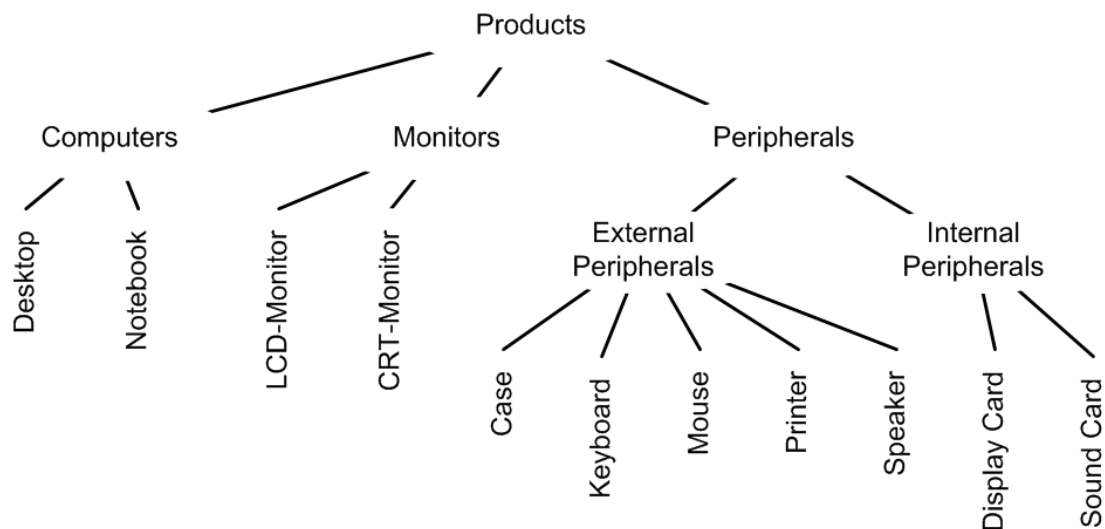 Products
Computers
Monitors
Peripherals
Desktop
Notebook
LCD-Monitor
CRT-Monitor
External
Peripherals
Internal
Peripherals
Case
Keyboard
Mouse
Printer
Speaker
Display Card
Sound Card